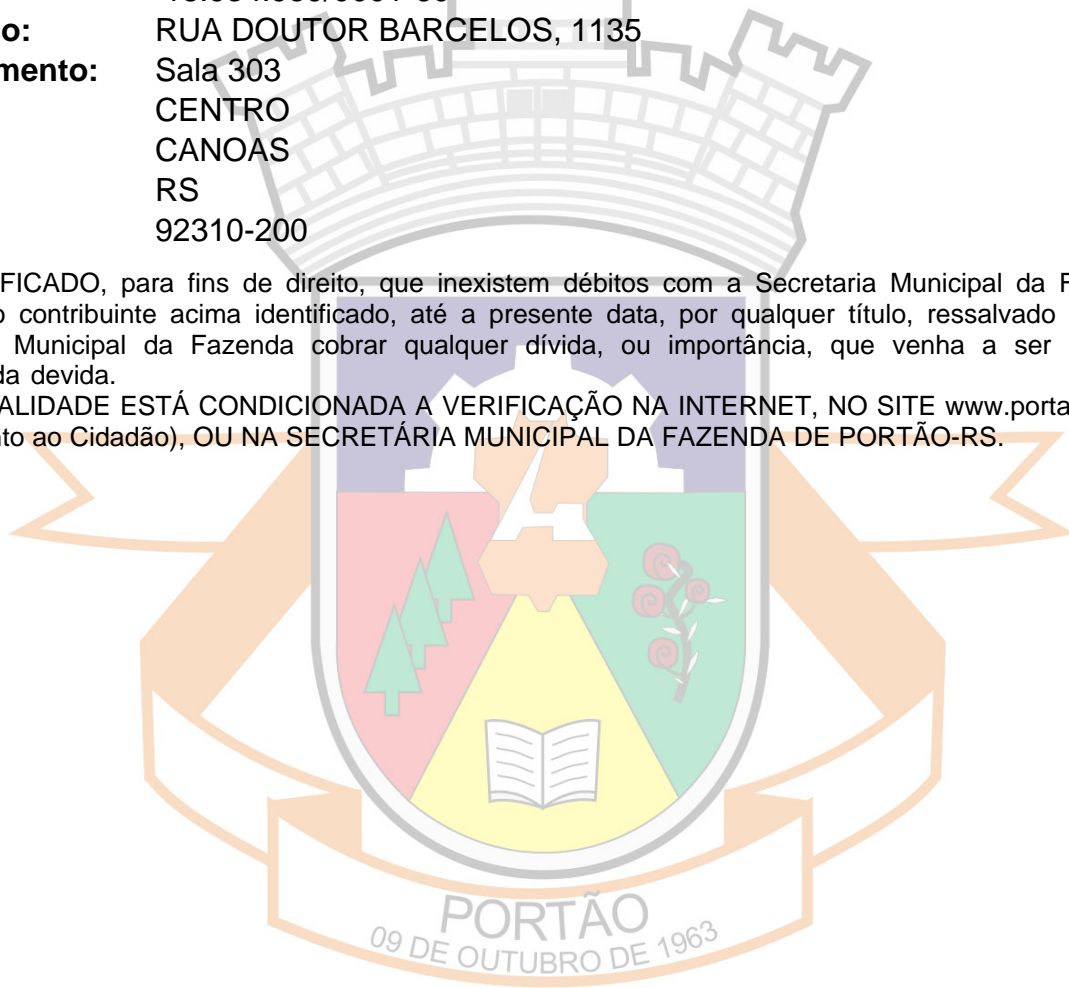 o: RUA DOUTOR BARCELOS, 1135
mento: Sala 303
CENTRO
CANOAS
RS
92310-200
FICADO, para fins de direito, que inexistem débitos com a Secretaria Municipal da F
o contribuinte acima identificado, até a presente data, por qualquer título, ressalvado
Municipal da Fazenda cobrar qualquer dívida, ou importância, que venha a ser
da devida.
ALIDADE ESTÁ CONDICIONADA A VERIFICAÇÃO NA INTERNET, NO SITE www.porta
nto ao Cidadão), OU NA SECRETÁRIA MUNICIPAL DA FAZENDA DE PORTÃO-RS.
PORTÃO
09 DE OUTUBRO DE 1963